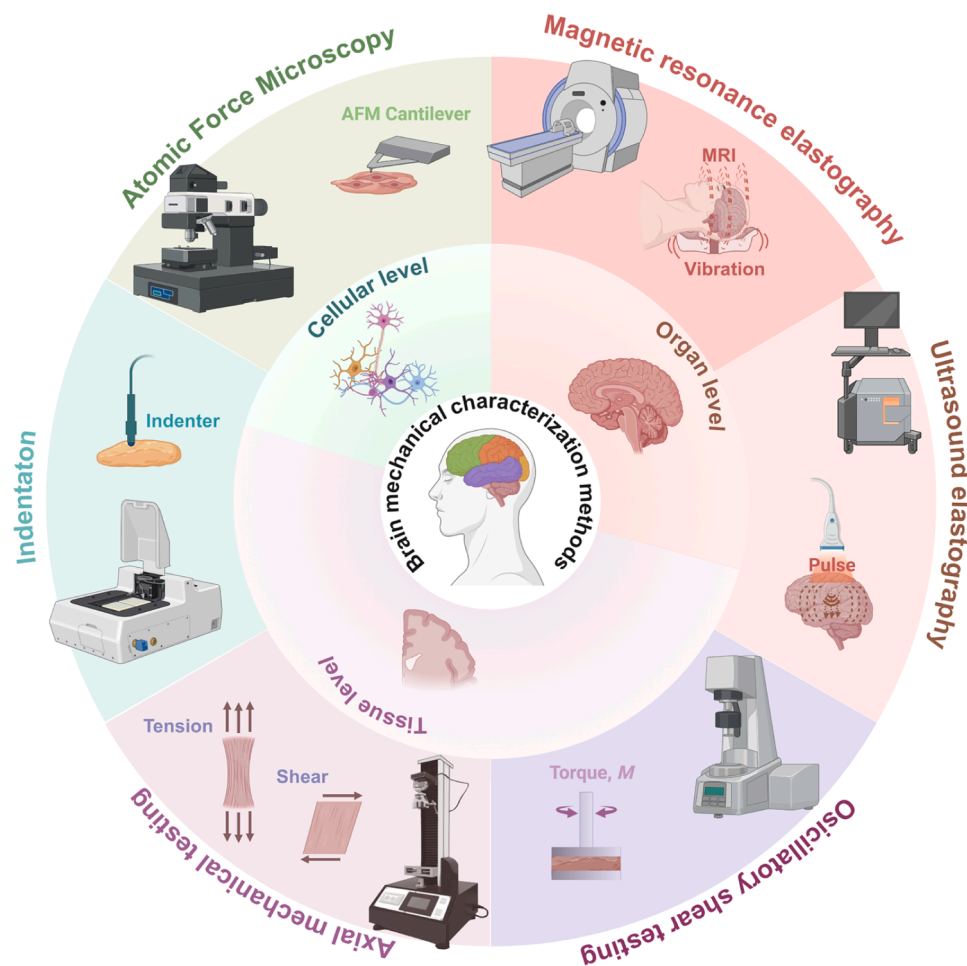 Atomic Force Microscopy
Magnetic resonance elastography
AFM Cantilever
MRI
Vibration
Cellular level
Organ level
Ultrasound elastography
Indentaton
Indenter
Brain mechanical characterization methods
Pulse
Tissue level
Tension
Shear
Torque, M
Axial mechanical testing
Osicillatory shear testing